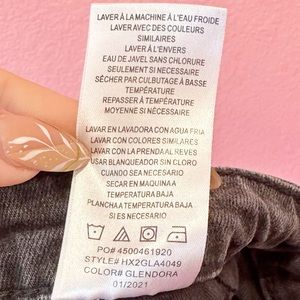 LAVER À LA MACHINE À L'EAU FROIDE
LAVER AVEC DES COULEURS
SIMILAIRES
LAVER À L'ENVERS
EAU DE JAVEL SANS CHLORURE
SEULEMENT SI NECESSAIRE
SÉCHER PAR CULBUTAGE À BASSE
TEMPÉRATURE
REPASSER À TEMPÉRATURE
MOYENNE SI NÉCESSAIRE
LAVAR EN LAVADORA CON AGUA FRIA
LAVAR CON COLORES SIMILARES
LAVAR CON LA PRENDA AL REVES
USAR BLANQUEADOR SIN CLORO
CUANDO SEA NECESARIO
SECAR EN MAQUINA A
TEMPERATURA BAJA
PLANCHA A TEMPERATURA BAJA
SI ES NECESARIO
PO# 4500461920
STYLE# HX2GLA4049
COLOR# GLENDORA
01/2021